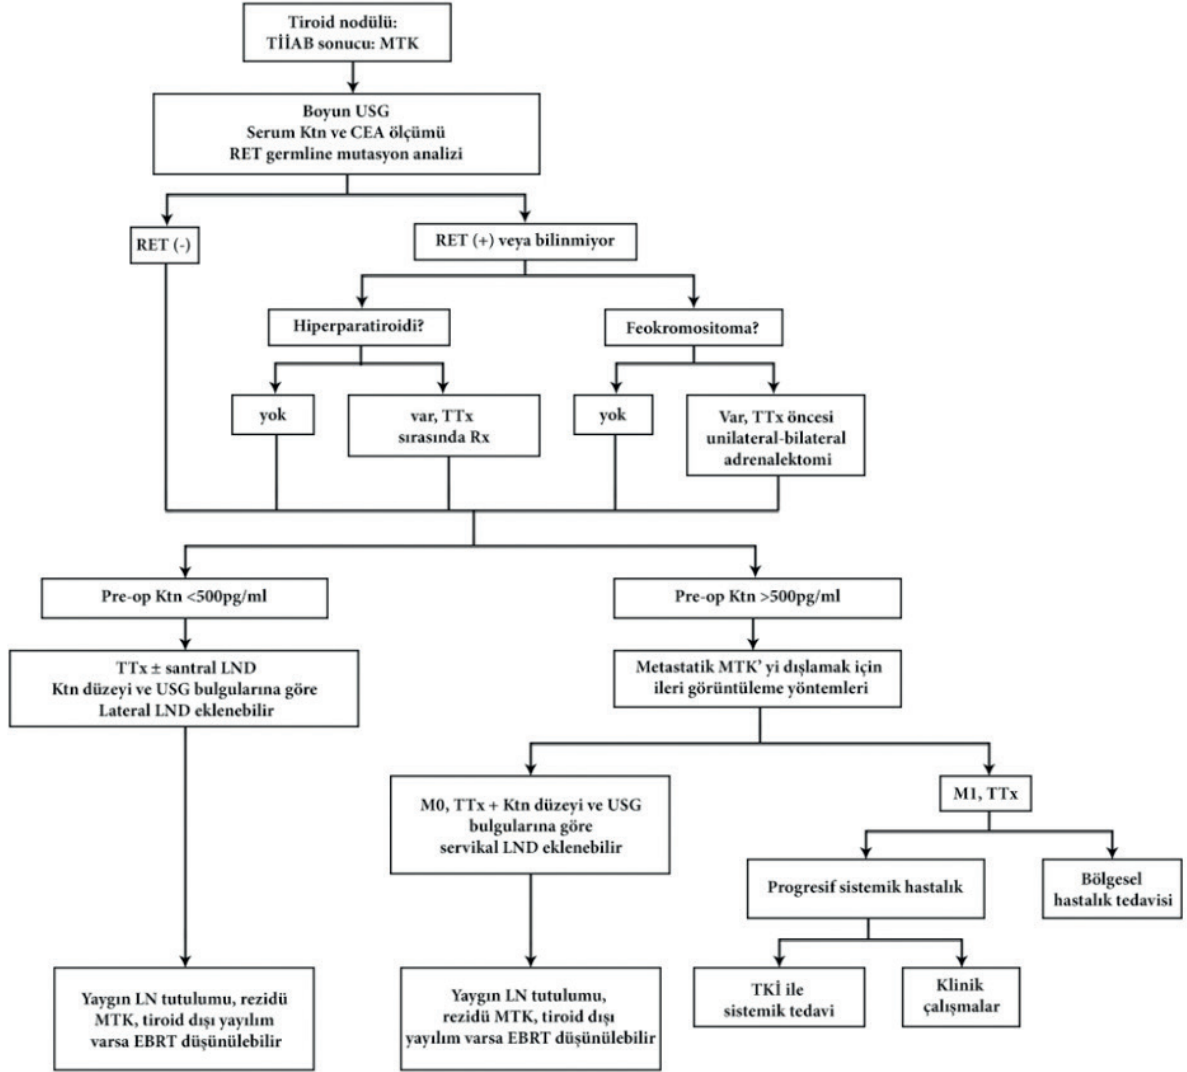 Tiroid nodülü:
TİİAB sonucu: MTK
Boyun USG
Serum Ktn ve CEA ölçümü
RET germline mutasyon analizi
RET (-)
RET (+) veya bilinmiyor
Hiperparatiroidi?
Feokromositoma?
yok
var, TTx
sırasında Rx
yok
Var, TTx öncesi
unilateral-bilateral
adrenalektomi
Pre-op Ktn <500pg/ml
Pre-op Ktn >500pg/ml
TTx ± santral LND
Ktn düzeyi ve USG bulgularına göre
Lateral LND eklenebilir
Metastatik MTK’ yi dışlamak için
ileri görüntüleme yöntemleri
M0, TTx + Ktn düzeyi ve USG
bulgularına göre
servikal LND eklenebilir
M1, TTx
Progresif sistemik hastalık
Bölgesel
hastalık tedavisi
Yaygın LN tutulumu, rezidü
MTK, tiroid dışı yayılım
varsa EBRT düşünülebilir
Yaygın LN tutulumu,
rezidü MTK, tiroid dışı
yayılım varsa EBRT düşünülebilir
TKİ ile
sistemik tedavi
Klinik
çalışmalar